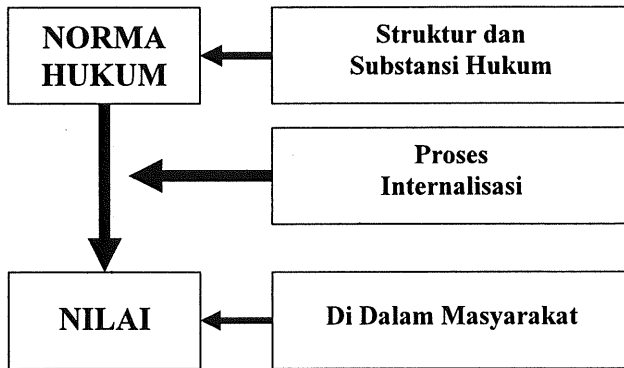 NORMA
HUKUM
Struktur dan
Substansi Hukum
Proses
Internalisasi
NILAI
Di Dalam Masyarakat